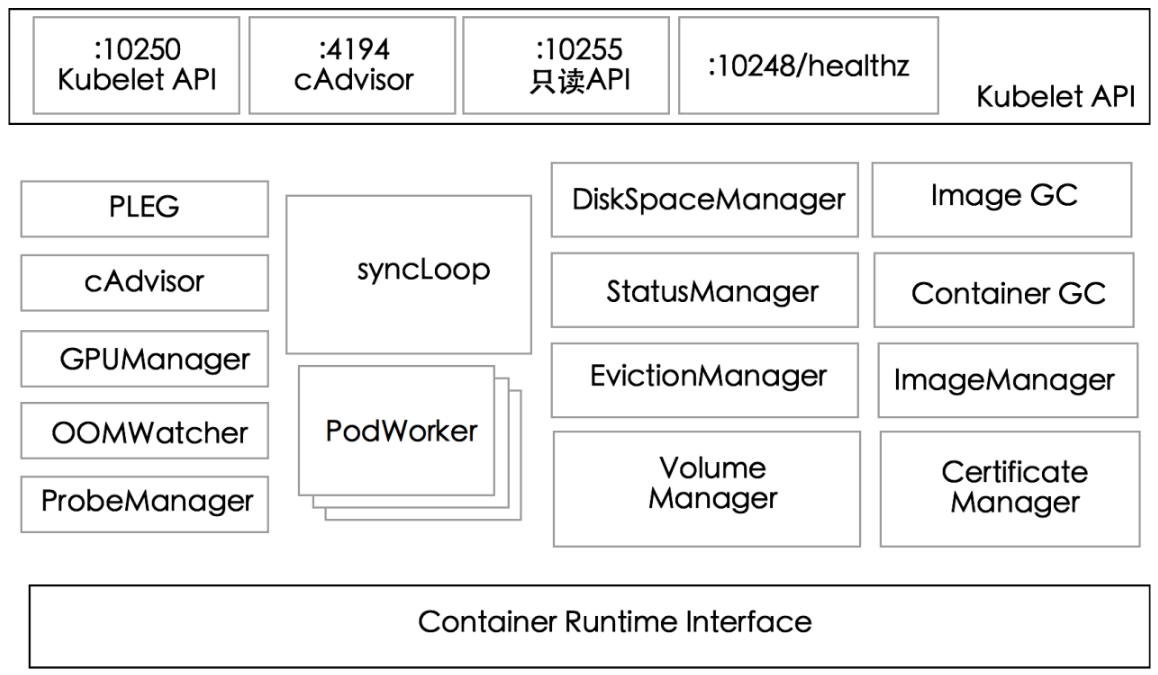 :10250
Kubelet API
:4194
cAdvisor
:10255
只读API
:10248/healthz
Kubelet API
PLEG
cAdvisor
GPUManager
OOMWatcher
ProbeManager
syncLoop
PodWorker
DiskSpaceManager
StatusManager
EvictionManager
Volume
Manager
Image GC
Container GC
ImageManager
Certificate
Manager
Container Runtime Interface